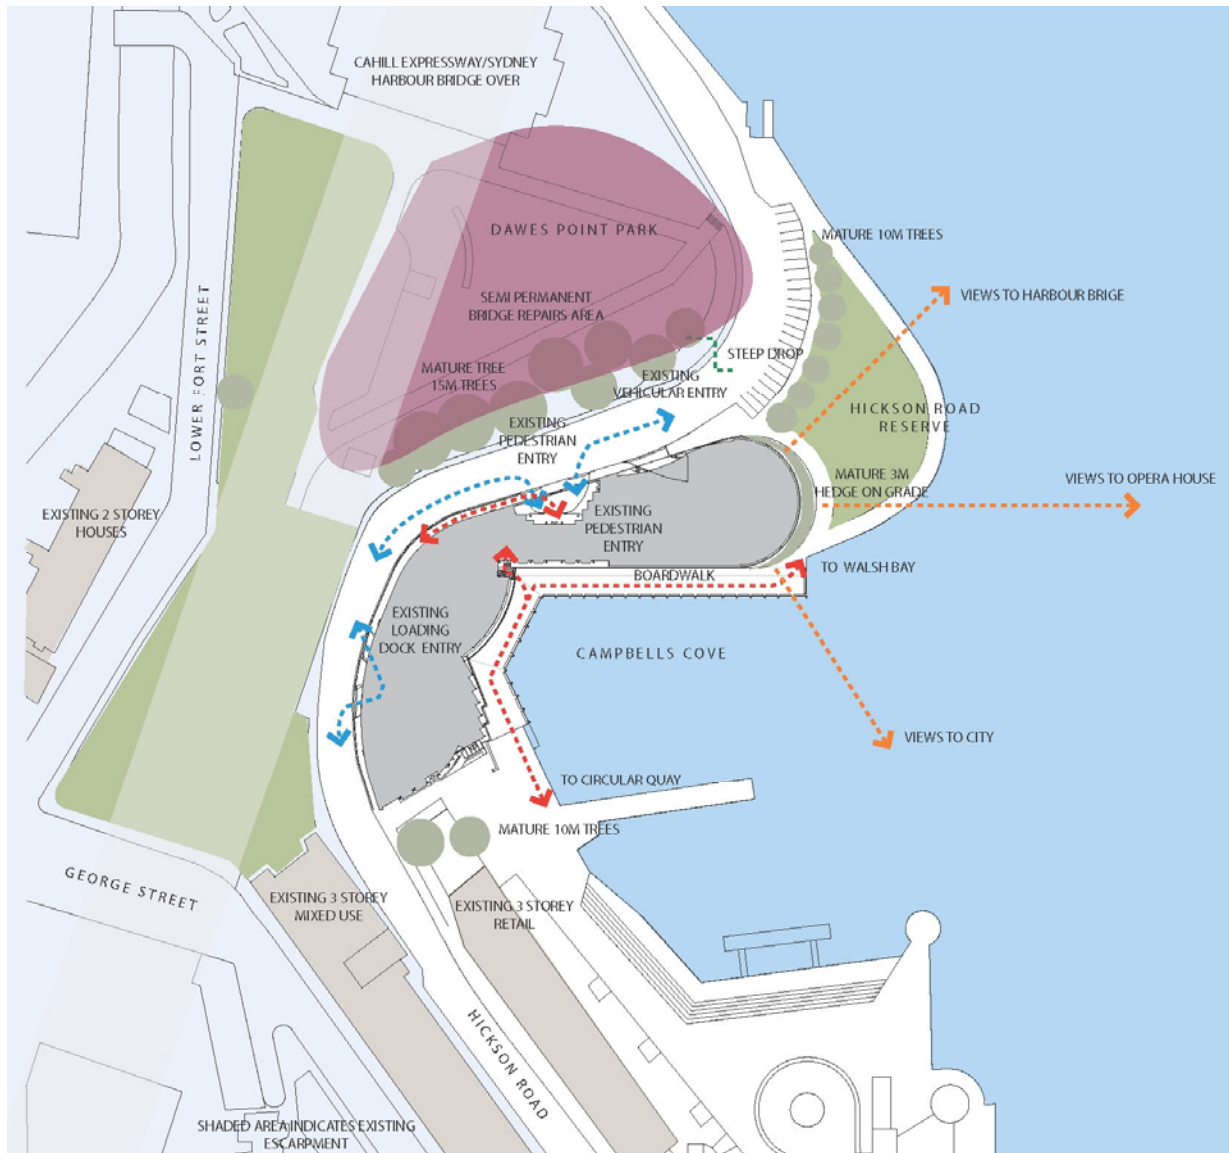 CAHILL EXPRESSWAY/SYDNEY
HARBOUR BRIDGE OVER
DAWES POINT PARK
MATURE 10M TREES
SEMI PERMANENT
BRIDGE REPAIRS AREA
VIEWS TO HARBOUR BRIGE
LOWER FORT STREET
STEEP DROP
MATURE TREE
15M TREES
EXISTING
VEHICULAR ENTRY
HICKSON ROAD
RESERVE
EXISTING
PEDESTRIAN
ENTRY
MATURE 3M
HEDGE ON GRADE
VIEWS TO OPERA HOUSE
EXISTING 2 STOREY
HOUSES
EXISTING
PEDESTRIAN
ENTRY
BOARDWALK
TO WALSH BAY
EXISTING
LOADING
DOCK ENTRY
CAMPBELLS COVE
VIEWS TO CITY
TO CIRCULAR QUAY
MATURE 10M TREES
GEORGE STREET
EXISTING 3 STOREY
MIXED USE
EXISTING 3 STOREY
RETAIL
HICKSON ROAD
SHADED AREA INDICATES EXISTING
ESCARPMENT